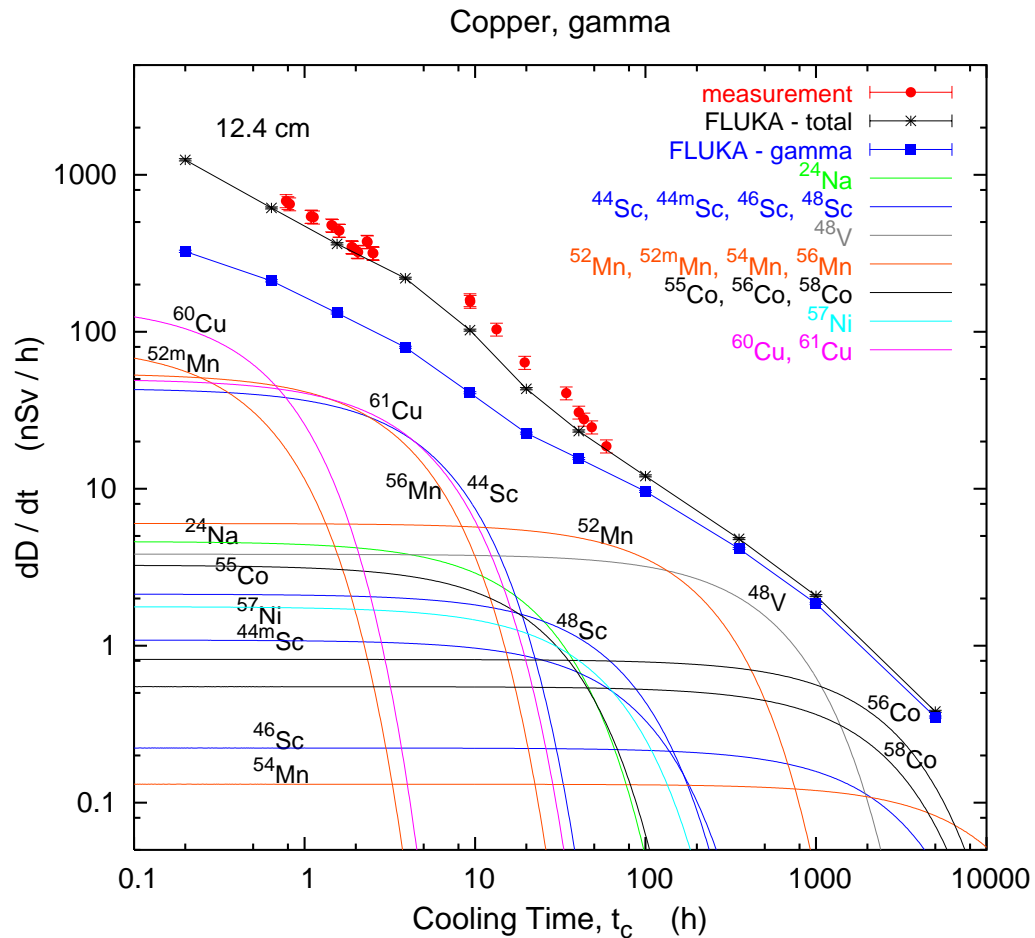 Copper, gamma
12.4 cm
measurement
FLUKA - total
FLUKA - gamma
²⁴Na
⁴⁴Sc, ⁴⁴ᵐSc, ⁴⁶Sc, ⁴⁸Sc
⁴⁸V
⁵²Mn, ⁵²ᵐMn, ⁵⁴Mn, ⁵⁶Mn
⁵⁵Co, ⁵⁶Co, ⁵⁸Co
⁵⁷Ni
⁶⁰Cu, ⁶¹Cu
dD / dt (nSv / h)
1000
100
10
1
0.1
⁶⁰Cu
⁵²ᵐMn
⁶¹Cu
⁵⁶Mn
⁴⁴Sc
²⁴Na
⁵²Mn
⁵⁵Co
⁵⁷Ni
⁴⁸Sc
⁴⁸V
⁴⁴ᵐSc
⁵⁶Co
⁴⁶Sc
⁵⁸Co
⁵⁴Mn
0.1 1 10 100 1000 10000
Cooling Time, t_c (h)